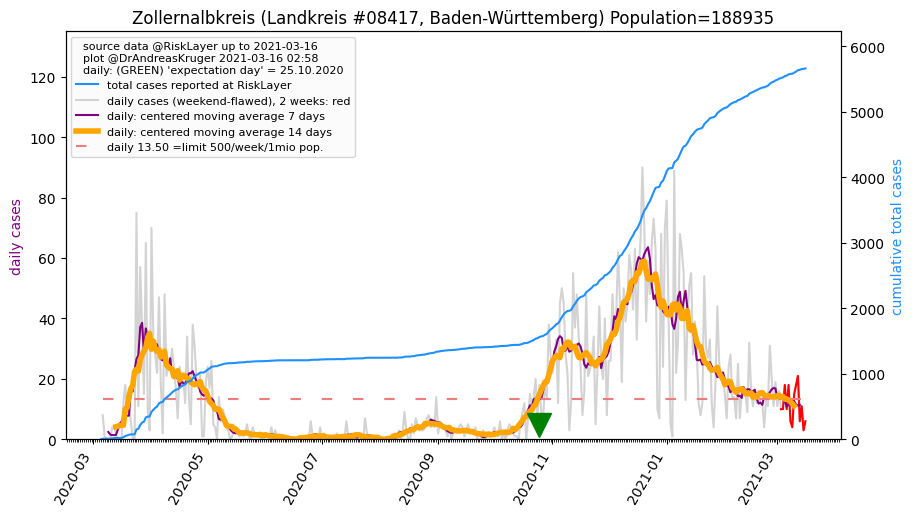 Zollernalbkreis (Landkreis #08417, Baden-Württemberg) Population=188935
source data @RiskLayer up to 2021-03-16
plot @DrAndreasKruger 2021-03-16 02:58
daily: (GREEN) 'expectation day' = 25.10.2020
total cases reported at RiskLayer
daily cases (weekend-flawed), 2 weeks: red
daily: centered moving average 7 days
daily: centered moving average 14 days
daily 13.50 =limit 500/week/1mio pop.
daily cases
120
100
80
60
40
20
0
6000
5000
4000
3000
2000
1000
0
cumulative total cases
2020-03
2020-05
2020-07
2020-09
2020-11
2021-01
2021-03